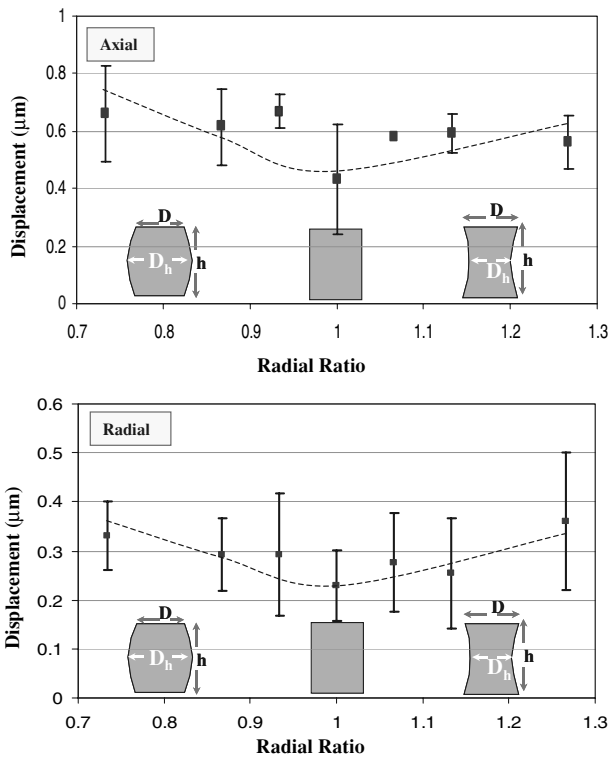 1
Axial
0.8
0.6
Displacement (μm)
0.4
D
D
0.2
D_h
h
D_h
h
0
0.7 0.8 0.9 1 1.1 1.2 1.3
Radial Ratio
0.6
Radial
0.5
0.4
Displacement (μm)
0.3
0.2
D
D
0.1
D_h
h
D_h
h
0
0.7 0.8 0.9 1 1.1 1.2 1.3
Radial Ratio